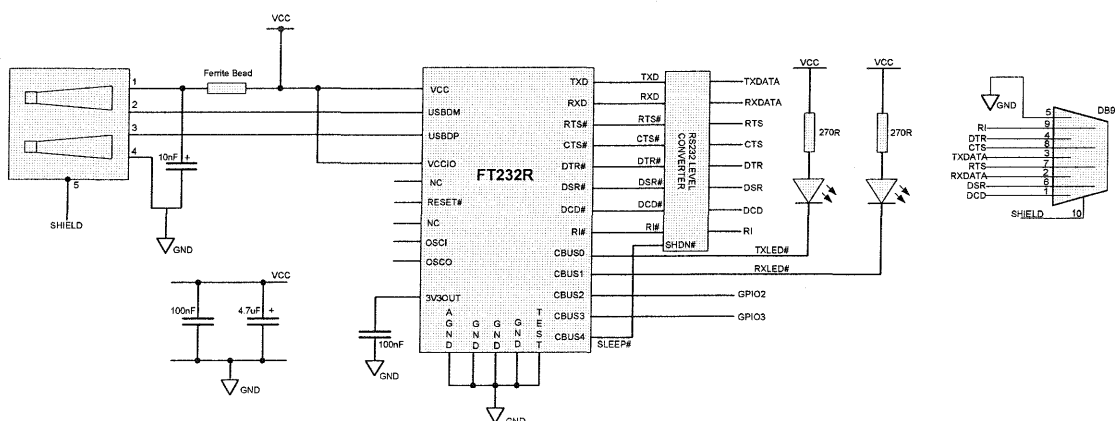 VCC
Ferrite Bead
1
2
3
4
5
SHIELD
10nF +
GND
VCC
100nF
4.7uF +
GND
FT232R
VCC
USBDM
USBDP
VCCIO
NC
RESET#
NC
OSCI
OSCO
3V3OUT
100nF
GND
AGND
GND
GND
GND
TEST
GND
TXD
RXD
RTS#
CTS#
DTR#
DSR#
DCD#
RI#
CBUS0
CBUS1
CBUS2
CBUS3
CBUS4
TXD
RXD
RTS#
CTS#
DTR#
DSR#
DCD#
RI#
SLEEP#
RS232 LEVEL
CONVERTER
SHDN#
TXDATA
RXDATA
RTS
CTS
DTR
DSR
DCD
RI
TXLED#
RXLED#
GPIO2
GPIO3
VCC
270R
VCC
270R
GND
DB9
5
RI 9
DTR 4
CTS 8
TXDATA 3
RTS 7
RXDATA 2
DSR 6
DCD 1
SHIELD 10